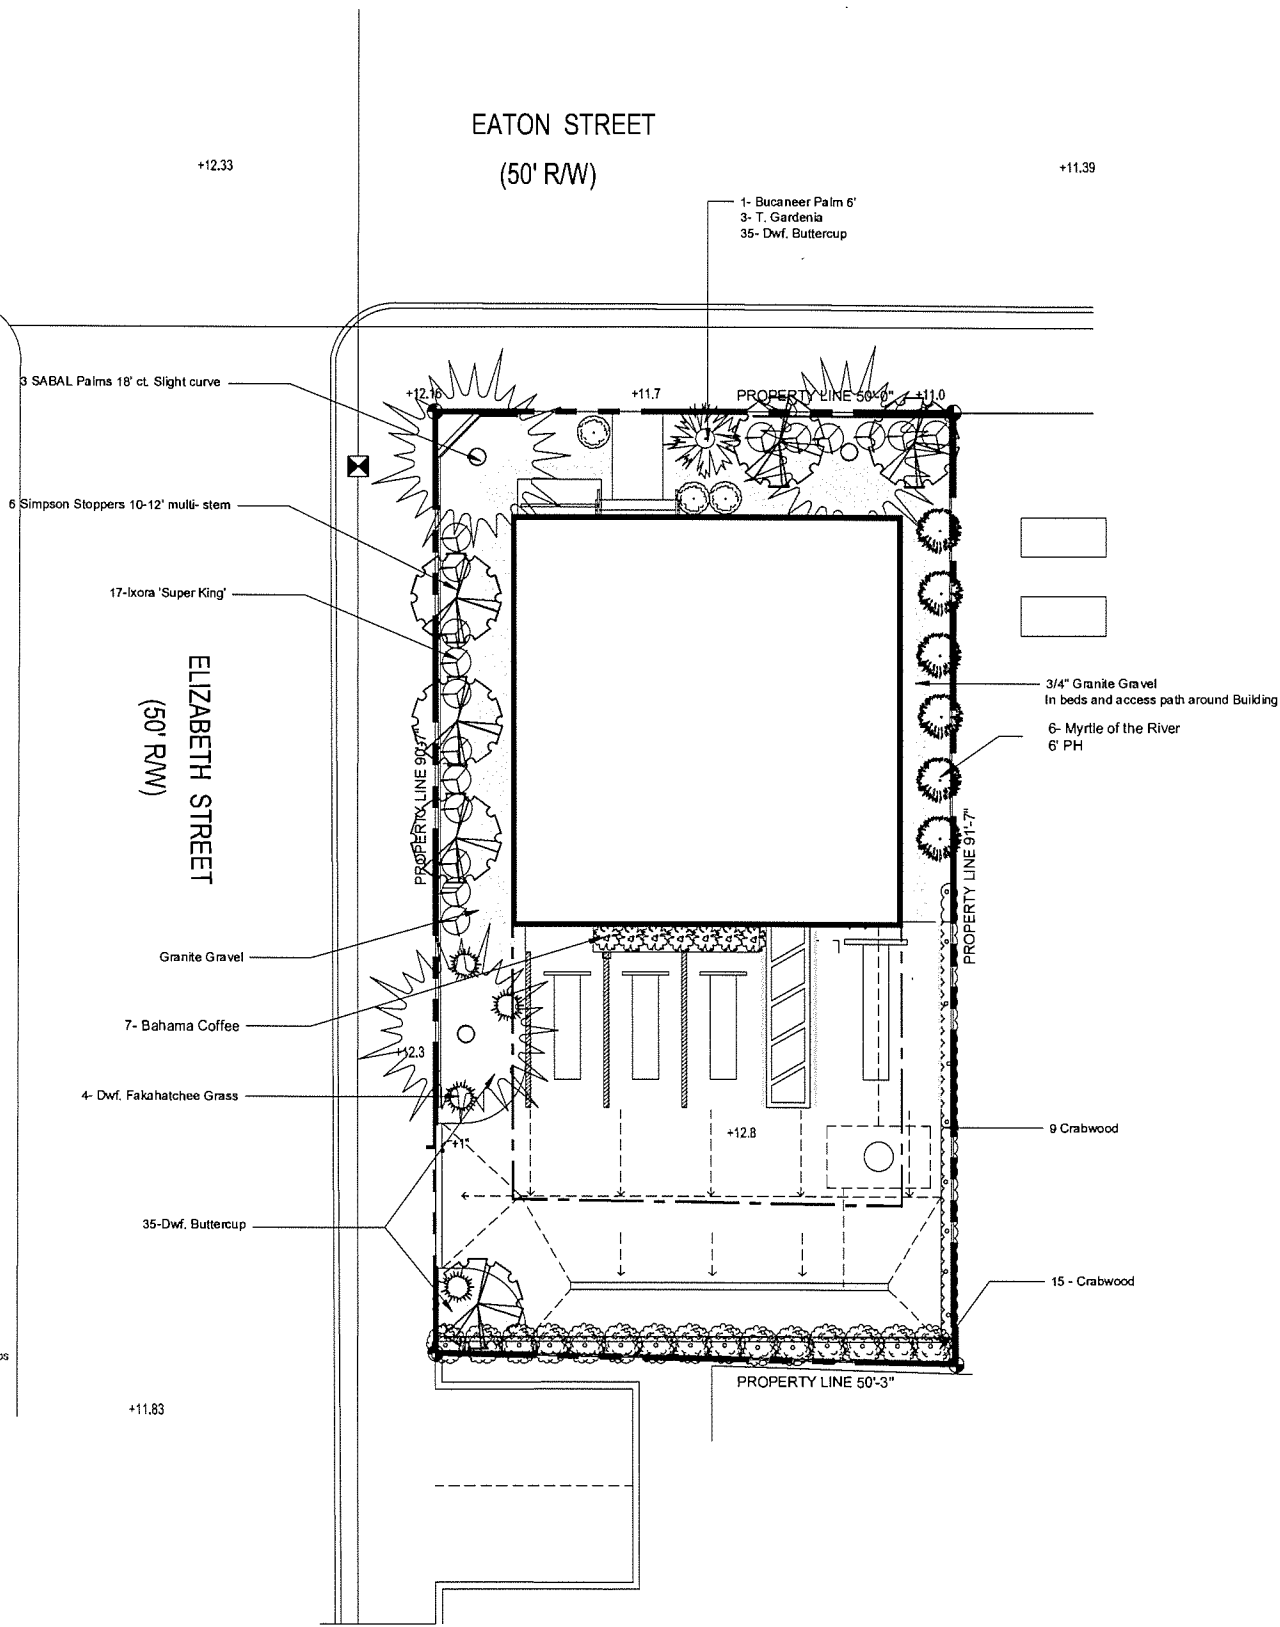 EATON STREET
(50' R/W)
+12.33
+11.39
1- Bucaneer Palm 6'
3- T. Gardenia
35- Dwf. Buttercup
3 SABAL Palms 18' ct. Slight curve
+12.16
+11.7
PROPERTY LINE 50'-0"
+11.0
6 Simpson Stoppers 10-12' multi- stem
17-Ixora 'Super King'
ELIZABETH STREET
(50' R/W)
PROPERTY LINE 90'-7"
3/4" Granite Gravel
In beds and access path around Building
6- Myrtle of the River
6' PH
PROPERTY LINE 91'-7"
Granite Gravel
7- Bahama Coffee
+12.3
4- Dwf. Fakahatchee Grass
+12.8
9 Crabwood
+1"
35-Dwf. Buttercup
15 - Crabwood
os
PROPERTY LINE 50'-3"
+11.83